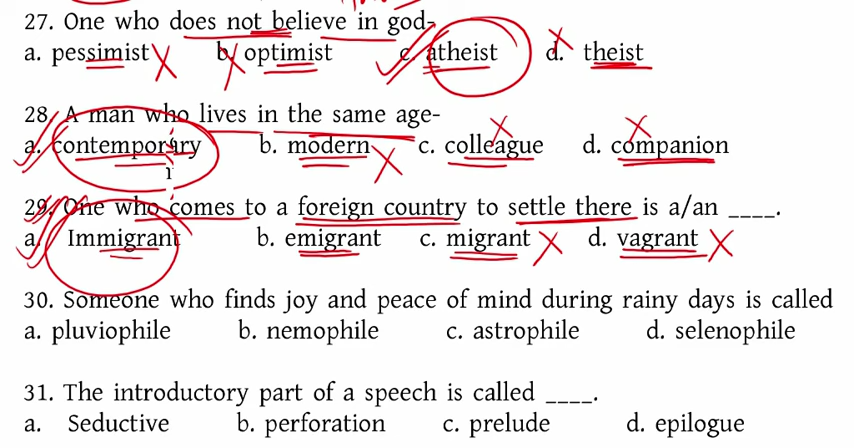 27. One who does not believe in god-
a. pessimist b. optimist c. atheist d. theist
28. A man who lives in the same age-
a. contemporary b. modern c. colleague d. companion
29. One who comes to a foreign country to settle there is a/an ____.
a. Immigrant b. emigrant c. migrant d. vagrant
30. Someone who finds joy and peace of mind during rainy days is called
a. pluviophile b. nemophile c. astrophile d. selenophile
31. The introductory part of a speech is called ____.
a. Seductive b. perforation c. prelude d. epilogue